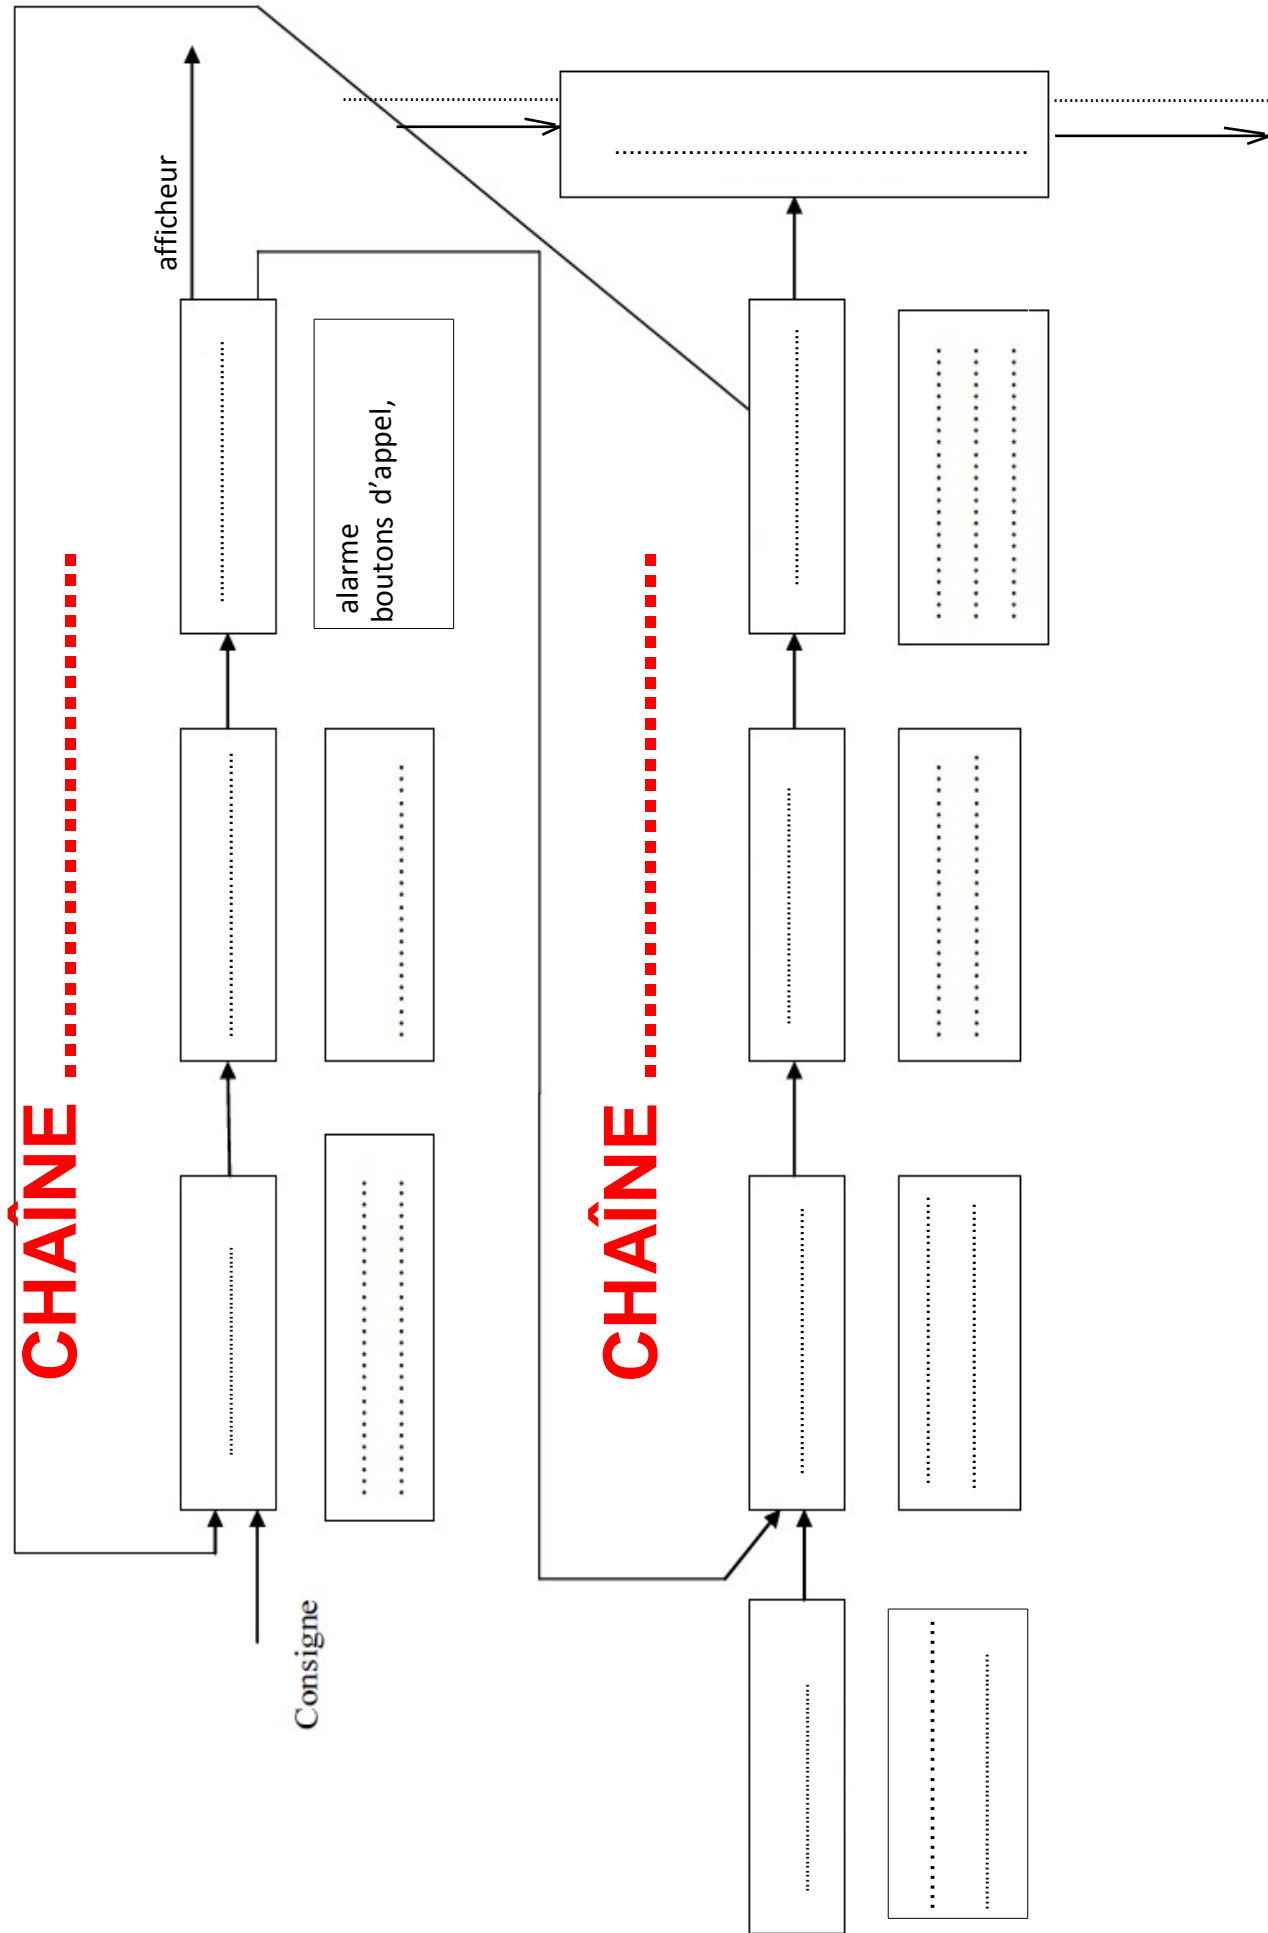 CHAÎNE
afficheur
alarme
boutons d’appel,
Consigne
CHAÎNE